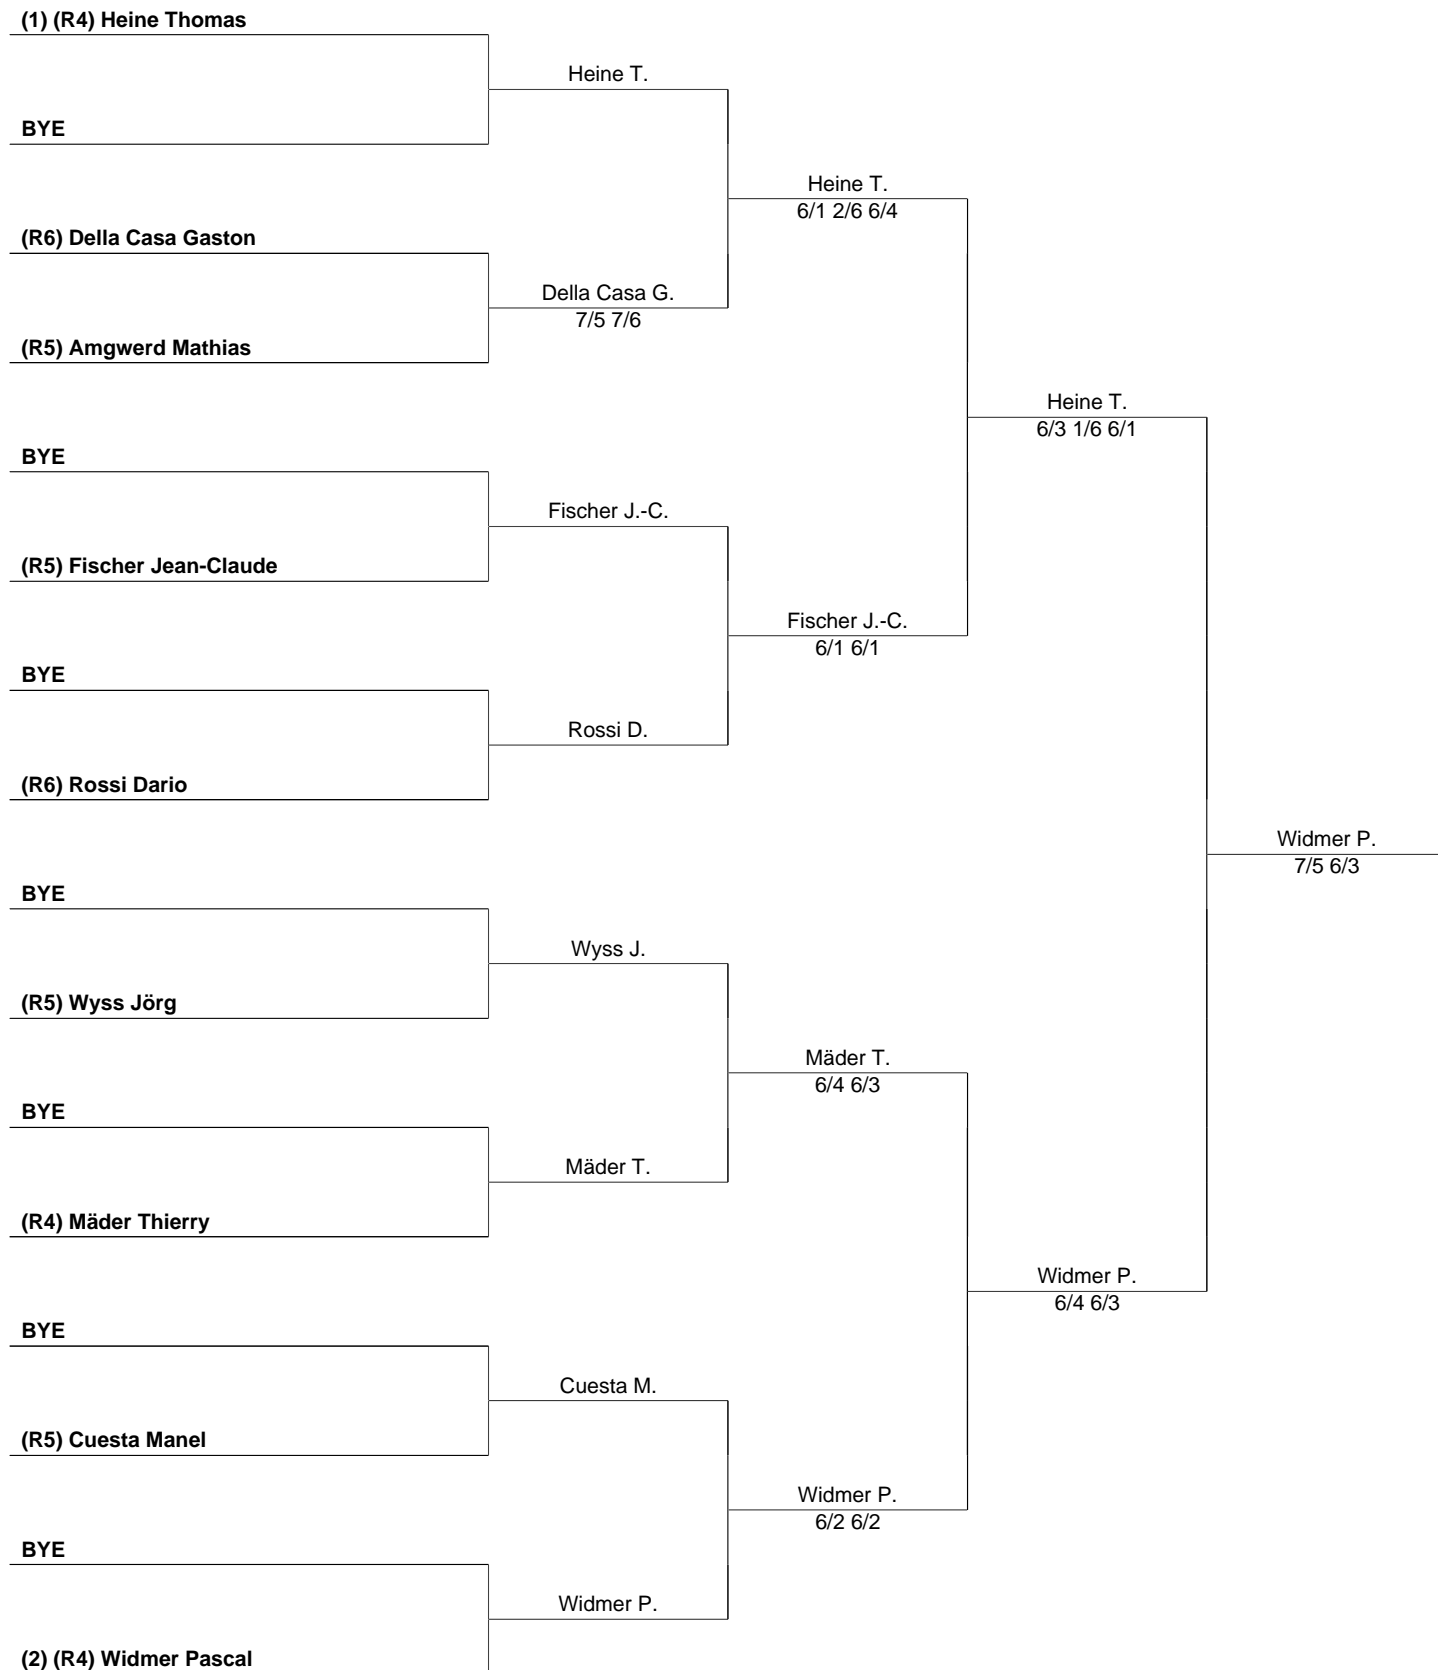 (1) (R4) Heine Thomas
Heine T.
BYE
Heine T.
6/1 2/6 6/4
(R6) Della Casa Gaston
Della Casa G.
7/5 7/6
(R5) Amgwerd Mathias
Heine T.
6/3 1/6 6/1
BYE
Fischer J.-C.
(R5) Fischer Jean-Claude
Fischer J.-C.
6/1 6/1
BYE
Rossi D.
(R6) Rossi Dario
Widmer P.
7/5 6/3
BYE
Wyss J.
(R5) Wyss Jörg
Mäder T.
6/4 6/3
BYE
Mäder T.
(R4) Mäder Thierry
Widmer P.
6/4 6/3
BYE
Cuesta M.
(R5) Cuesta Manel
Widmer P.
6/2 6/2
BYE
Widmer P.
(2) (R4) Widmer Pascal